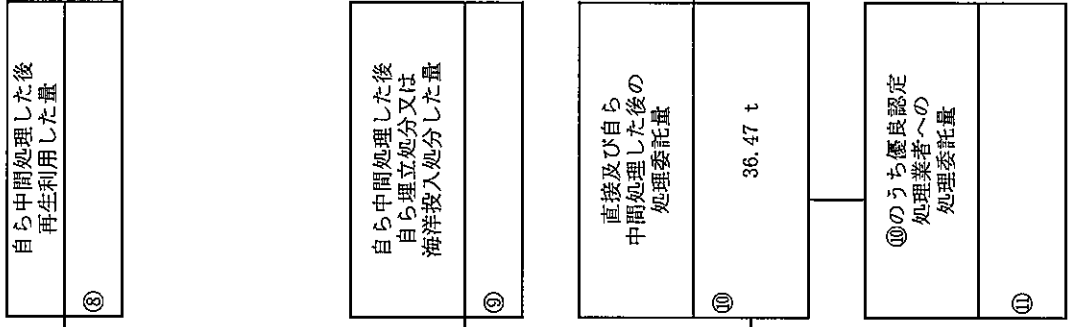 自ら中間処理した後
再生利用した量
⑧
自ら中間処理した後
自ら埋立処分又は
海洋投入処分した量
⑨
直接及び自ら
中間処理した後の
処理委託量
⑩
36.47 t
⑩のうち優良認定
処理業者への
処理委託量
⑪